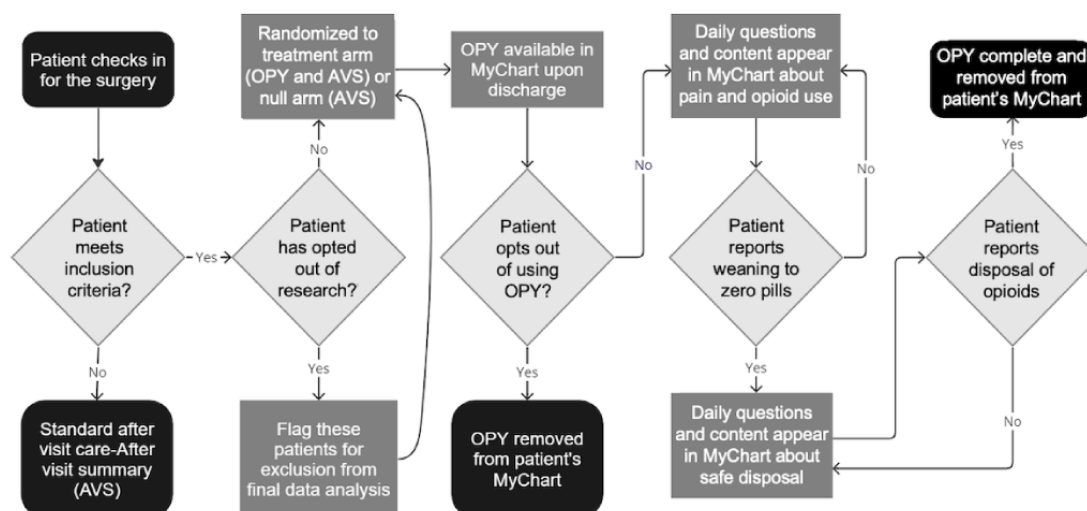 Patient checks in
for the surgery
Patient
meets
inclusion
criteria?
Yes
No
Standard after
visit care-After
visit summary
(AVS)
Patient
has opted
out of
research?
No
Yes
Randomized to
treatment arm
(OPY and AVS) or
null arm (AVS)
Flag these
patients for
exclusion from
final data analysis
OPY available in
MyChart upon
discharge
Patient
opts out
of using
OPY?
No
Yes
OPY removed
from patient's
MyChart
Daily questions
and content appear
in MyChart about
pain and opioid use
Patient
reports
weaning to
zero pills
No
Yes
Daily questions
and content appear
in MyChart about
safe disposal
Patient
reports
disposal of
opioids
Yes
No
OPY complete and
removed from
patient's MyChart